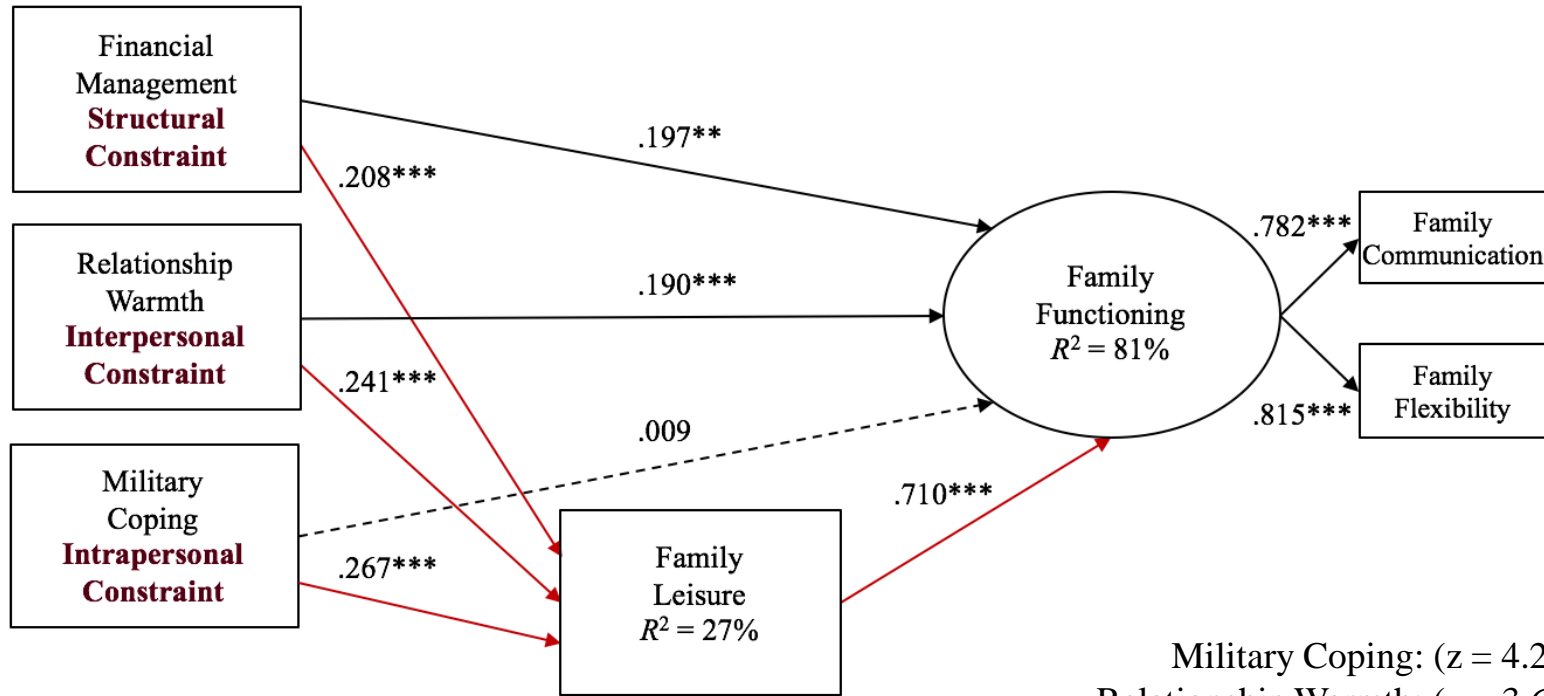 Financial
Management
Structural
Constraint
.197**
.208***
Relationship
Warmth
Interpersonal
Constraint
.190***
.241***
Family
Functioning
R² = 81%
.782***
Family
Communication
.815***
Family
Flexibility
Military
Coping
Intrapersonal
Constraint
.009
.267***
.710***
Family
Leisure
R² = 27%
Military Coping: (z = 4.2